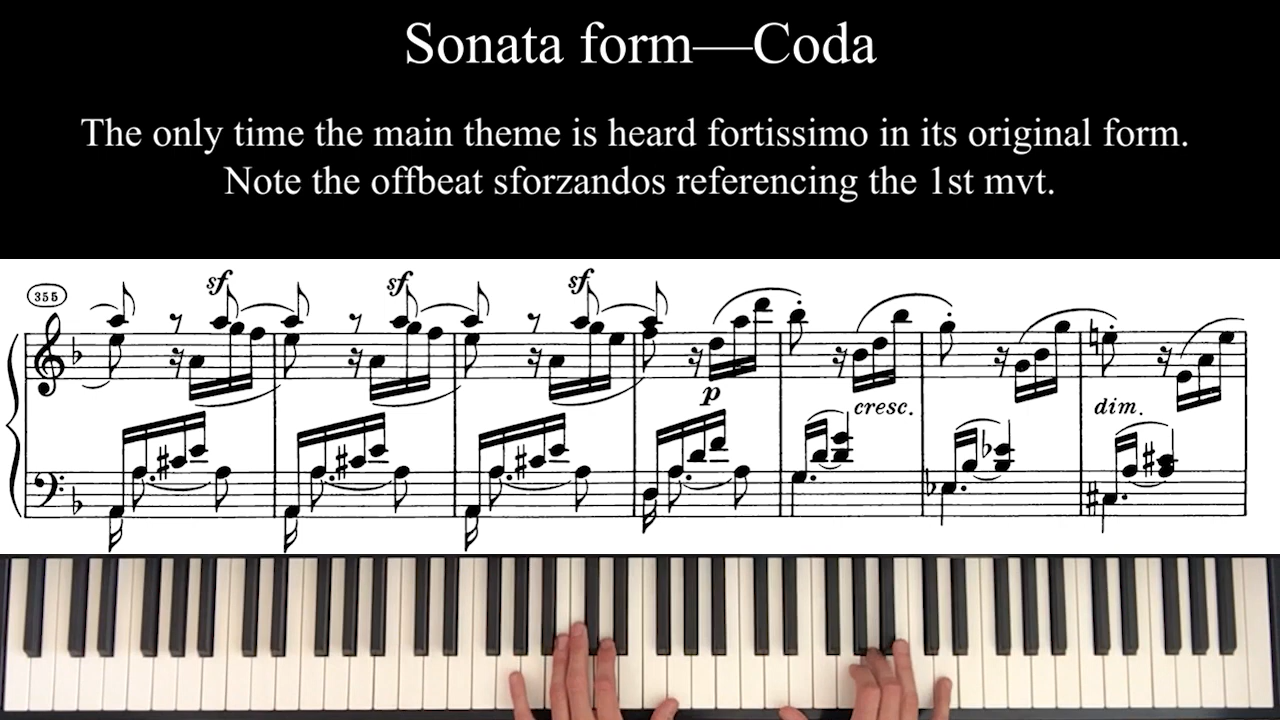 Sonata form—Coda
The only time the main theme is heard fortissimo in its original form.
Note the offbeat sforzandos referencing the 1st mvt.
355
sf sf sf
p cresc. dim.